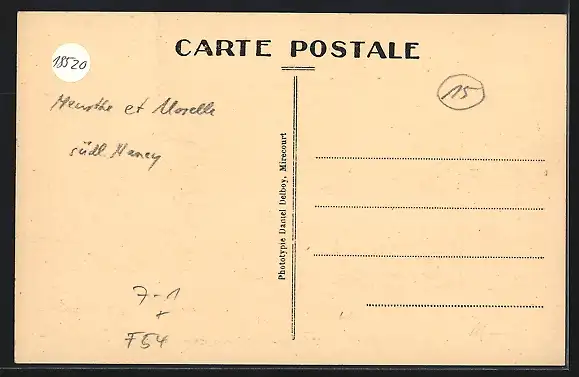 CARTE POSTALE
18520
15
Meurthe et Moselle
südl Nancy
Phototypie Daniel Delboy, Mirecourt
7-1
+
F54